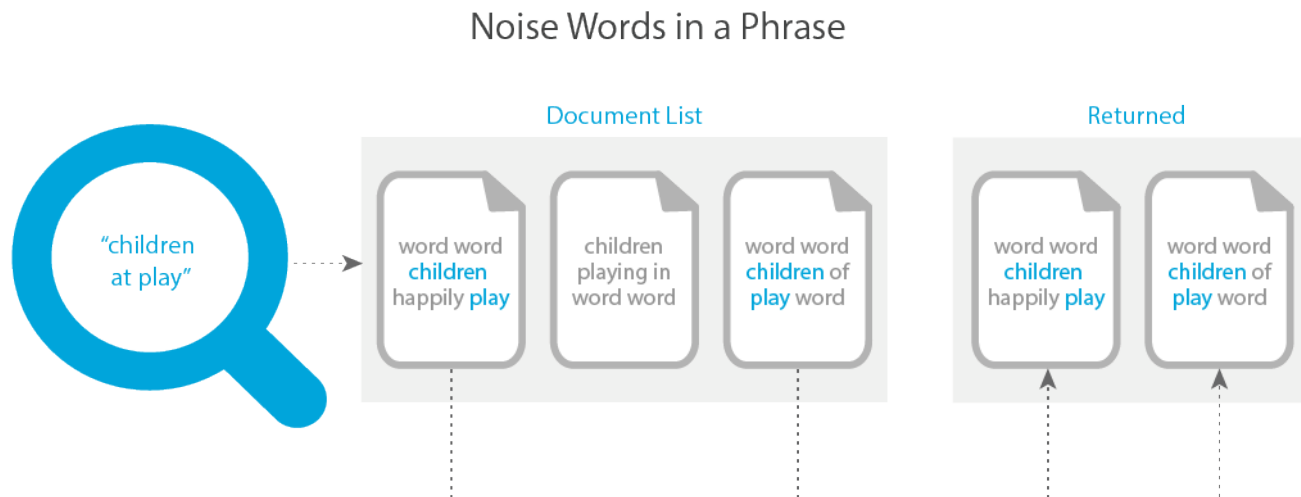 Noise Words in a Phrase
Document List
Returned
“children
at play”
word word
children
happily play
children
playing in
word word
word word
children of
play word
word word
children
happily play
word word
children of
play word